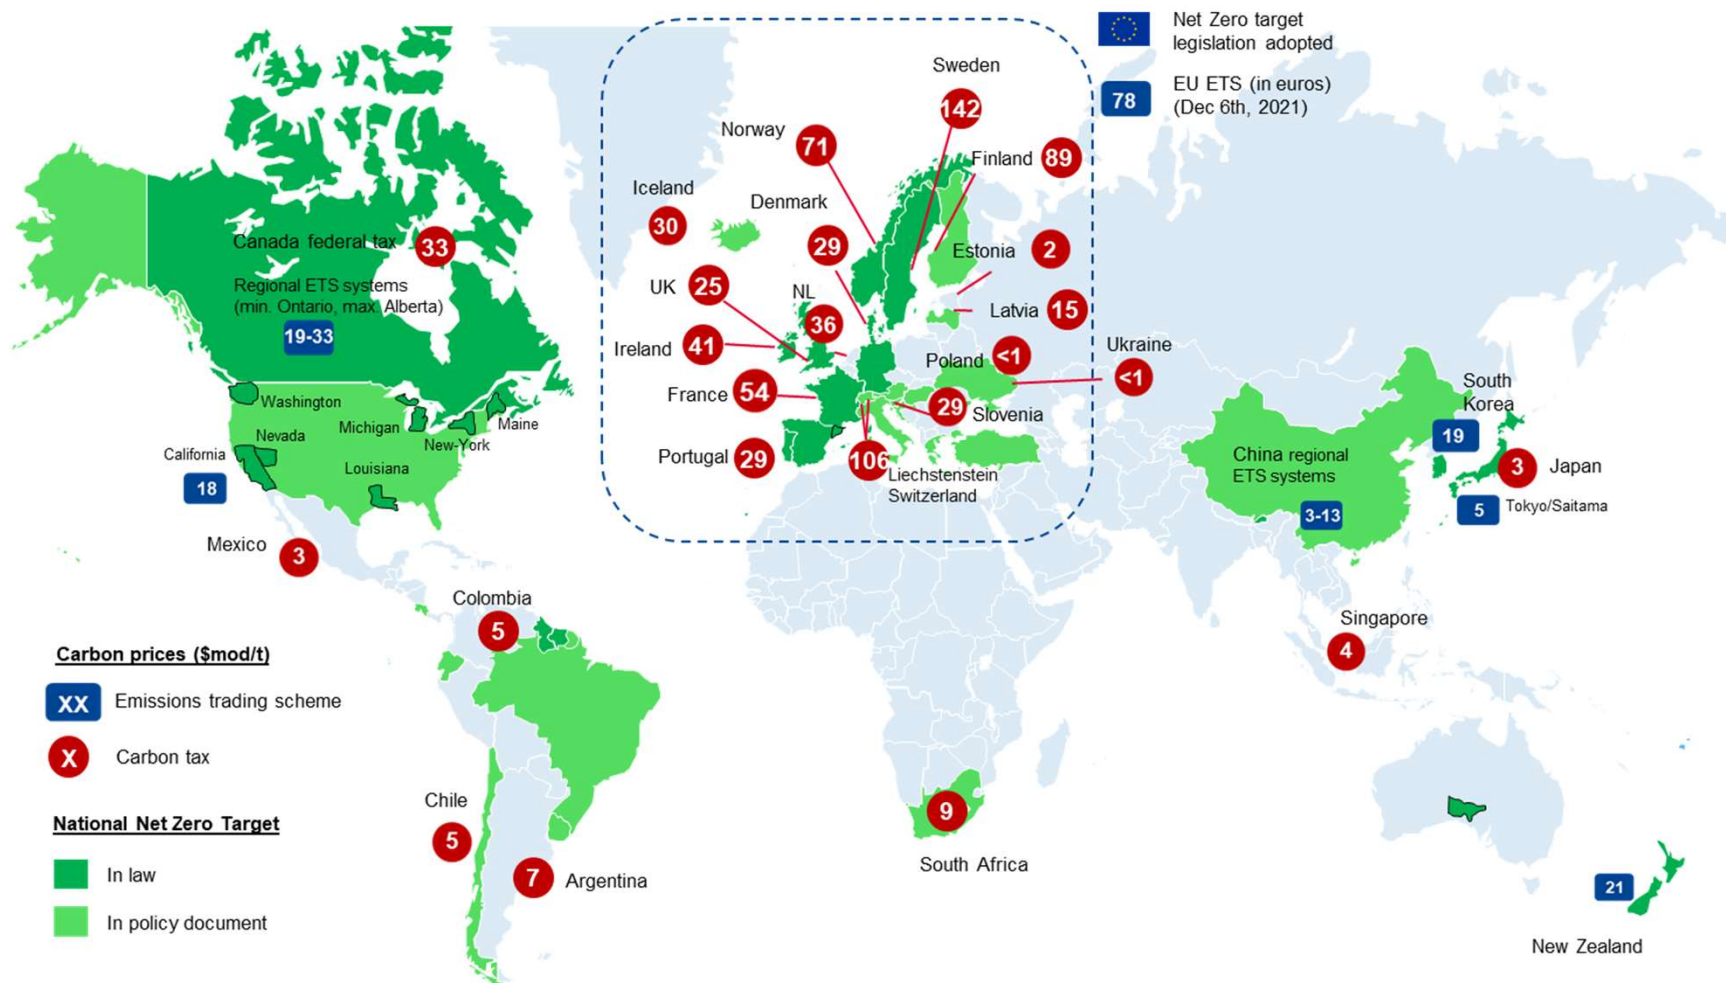 Net Zero target
legislation adopted
78
EU ETS (in euros)
(Dec 6th, 2021)
Sweden
142
Norway
71
Finland
89
Iceland
30
Denmark
29
Estonia
2
UK
25
NL
36
Latvia
15
Ireland
41
Poland
<1
Ukraine
<1
France
54
29
Slovenia
Portugal
29
106
Liechstenstein
Switzerland
Canada federal tax
33
Regional ETS systems
(min. Ontario, max. Alberta)
19-33
Washington
Michigan
New-York
Maine
Nevada
California
18
Louisiana
Mexico
3
Colombia
5
Chile
5
7
Argentina
9
South Africa
China regional
ETS systems
3-13
South
Korea
19
3
Japan
5
Tokyo/Saitama
Singapore
4
21
New Zealand
Carbon prices ($mod/t)
XX
Emissions trading scheme
X
Carbon tax
National Net Zero Target
In law
In policy document